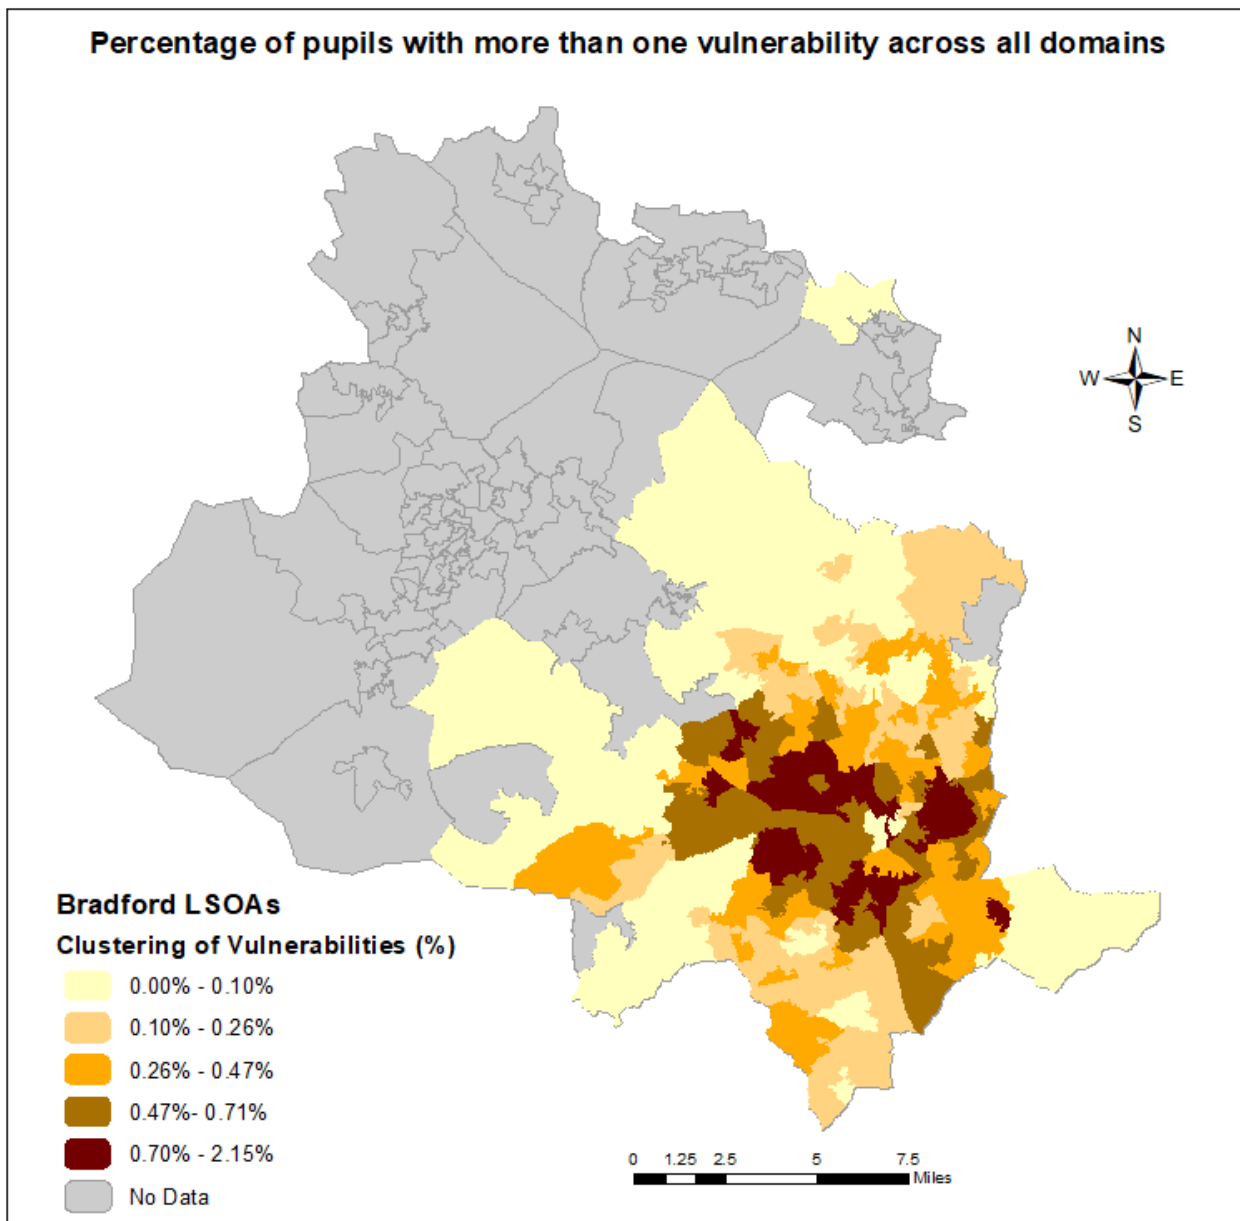 Percentage of pupils with more than one vulnerability across all domains
N
W E
S
Bradford LSOAs
Clustering of Vulnerabilities (%)
0.00% - 0.10%
0.10% - 0.26%
0.26% - 0.47%
0.47%- 0.71%
0.70% - 2.15%
No Data
0 1.25 2.5 5 7.5
Miles